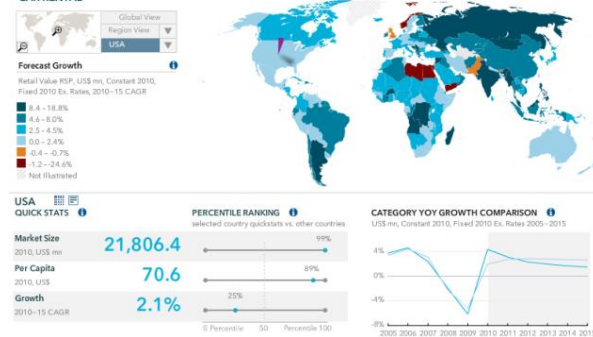 CAR RENTAL
Global View
Region View
USA
Forecast Growth
Retail Value RSP, US$ mn, Constant 2010,
Fixed 2010 Ex. Rates, 2010-15 CAGR
8.4 - 18.8%
4.6 - 8.0%
2.5 - 4.5%
0.0 - 2.4%
-0.4 - -0.7%
-1.2 - -24.6%
Not Illustrated
USA
QUICK STATS
Market Size
2010, US$ mn
21,806.4
Per Capita
2010, US$
70.6
Growth
2010-15 CAGR
2.1%
PERCENTILE RANKING
selected country quickstats vs. other countries
99%
89%
25%
0 Percentile 50 Percentile 100
CATEGORY YOY GROWTH COMPARISON
US$ mn, Constant 2010, Fixed 2010 Ex. Rates 2005-2015
4%
0%
-4%
-8%
2005 2006 2007 2008 2009 2010 2011 2012 2013 2014 2015